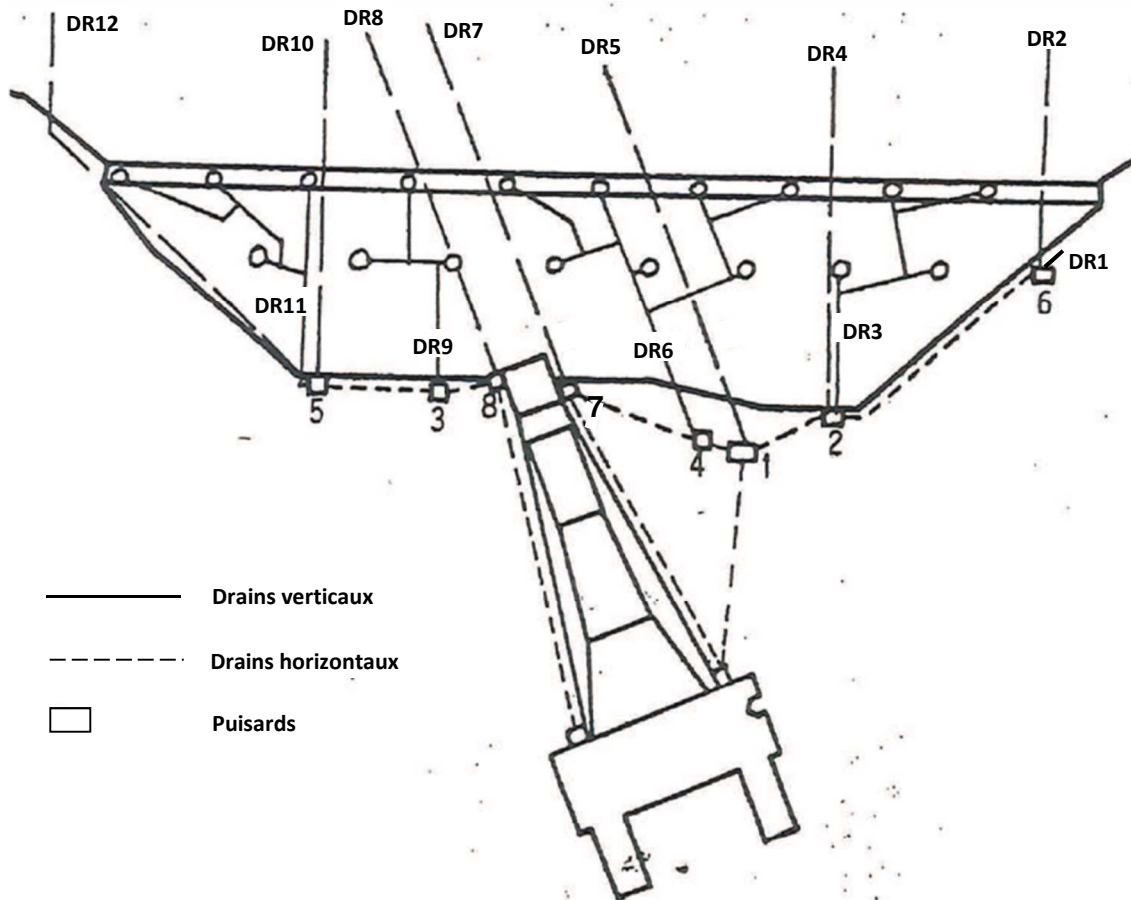 DR12
DR10
DR8
DR7
DR5
DR4
DR2
DR1
DR11
DR9
DR6
DR3
6
5
3
8
7
4
1
2
Drains verticaux
Drains horizontaux
Puisards